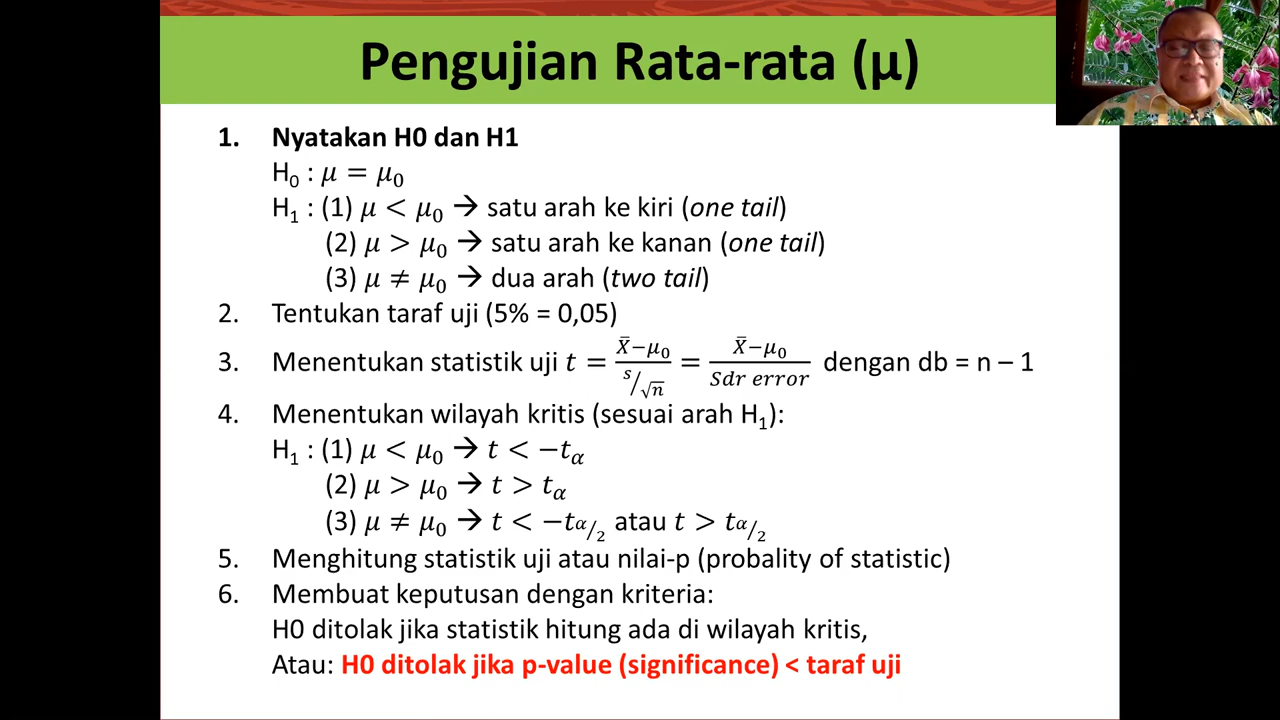 Pengujian Rata-rata (µ)
1. Nyatakan H0 dan H1
H₀ : μ = μ₀
H₁ : (1) μ < μ₀ → satu arah ke kiri (one tail)
(2) μ > μ₀ → satu arah ke kanan (one tail)
(3) μ ≠ μ₀ → dua arah (two tail)
2. Tentukan taraf uji (5% = 0,05)
3. Menentukan statistik uji t = (X̄−μ₀)/(s/√n) = (X̄−μ₀)/(Sdr error) dengan db = n – 1
4. Menentukan wilayah kritis (sesuai arah H₁):
H₁ : (1) μ < μ₀ → t < −t_α
(2) μ > μ₀ → t > t_α
(3) μ ≠ μ₀ → t < −t_α/2 atau t > t_α/2
5. Menghitung statistik uji atau nilai-p (probality of statistic)
6. Membuat keputusan dengan kriteria:
H0 ditolak jika statistik hitung ada di wilayah kritis,
Atau: H0 ditolak jika p-value (significance) < taraf uji